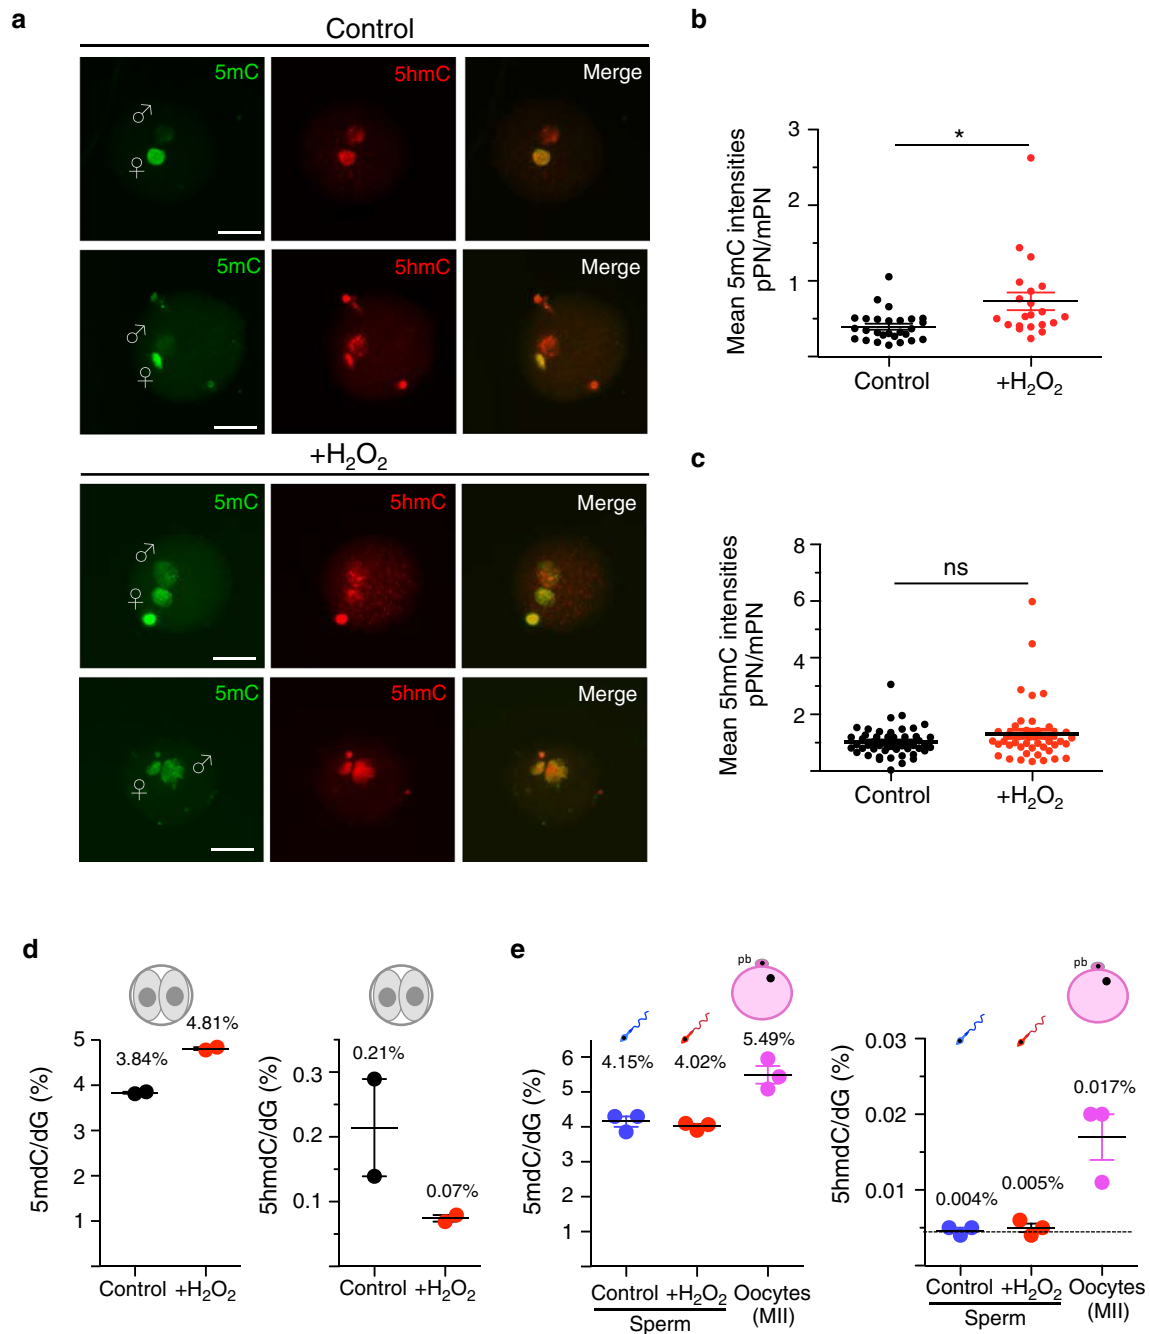 a
Control
5mC
5hmC
Merge
♂
♀
5mC
5hmC
Merge
♂
♀
+H₂O₂
5mC
5hmC
Merge
♂
♀
5mC
5hmC
Merge
♂
♀
b
Mean 5mC intensities
pPN/mPN
3
2
1
*
Control
+H₂O₂
c
Mean 5hmC intensities
pPN/mPN
8
6
4
2
ns
Control
+H₂O₂
d
5mdC/dG (%)
5
4
3
2
1
3.84%
4.81%
Control +H₂O₂
5hmdC/dG (%)
0.3
0.2
0.1
0.21%
0.07%
Control +H₂O₂
e
pb
5mdC/dG (%)
6
5
4
3
2
1
4.15%
4.02%
5.49%
Control +H₂O₂ Oocytes
(MII)
Sperm
pb
5hmdC/dG (%)
0.03
0.02
0.01
0.004%
0.005%
0.017%
Control +H₂O₂ Oocytes
(MII)
Sperm